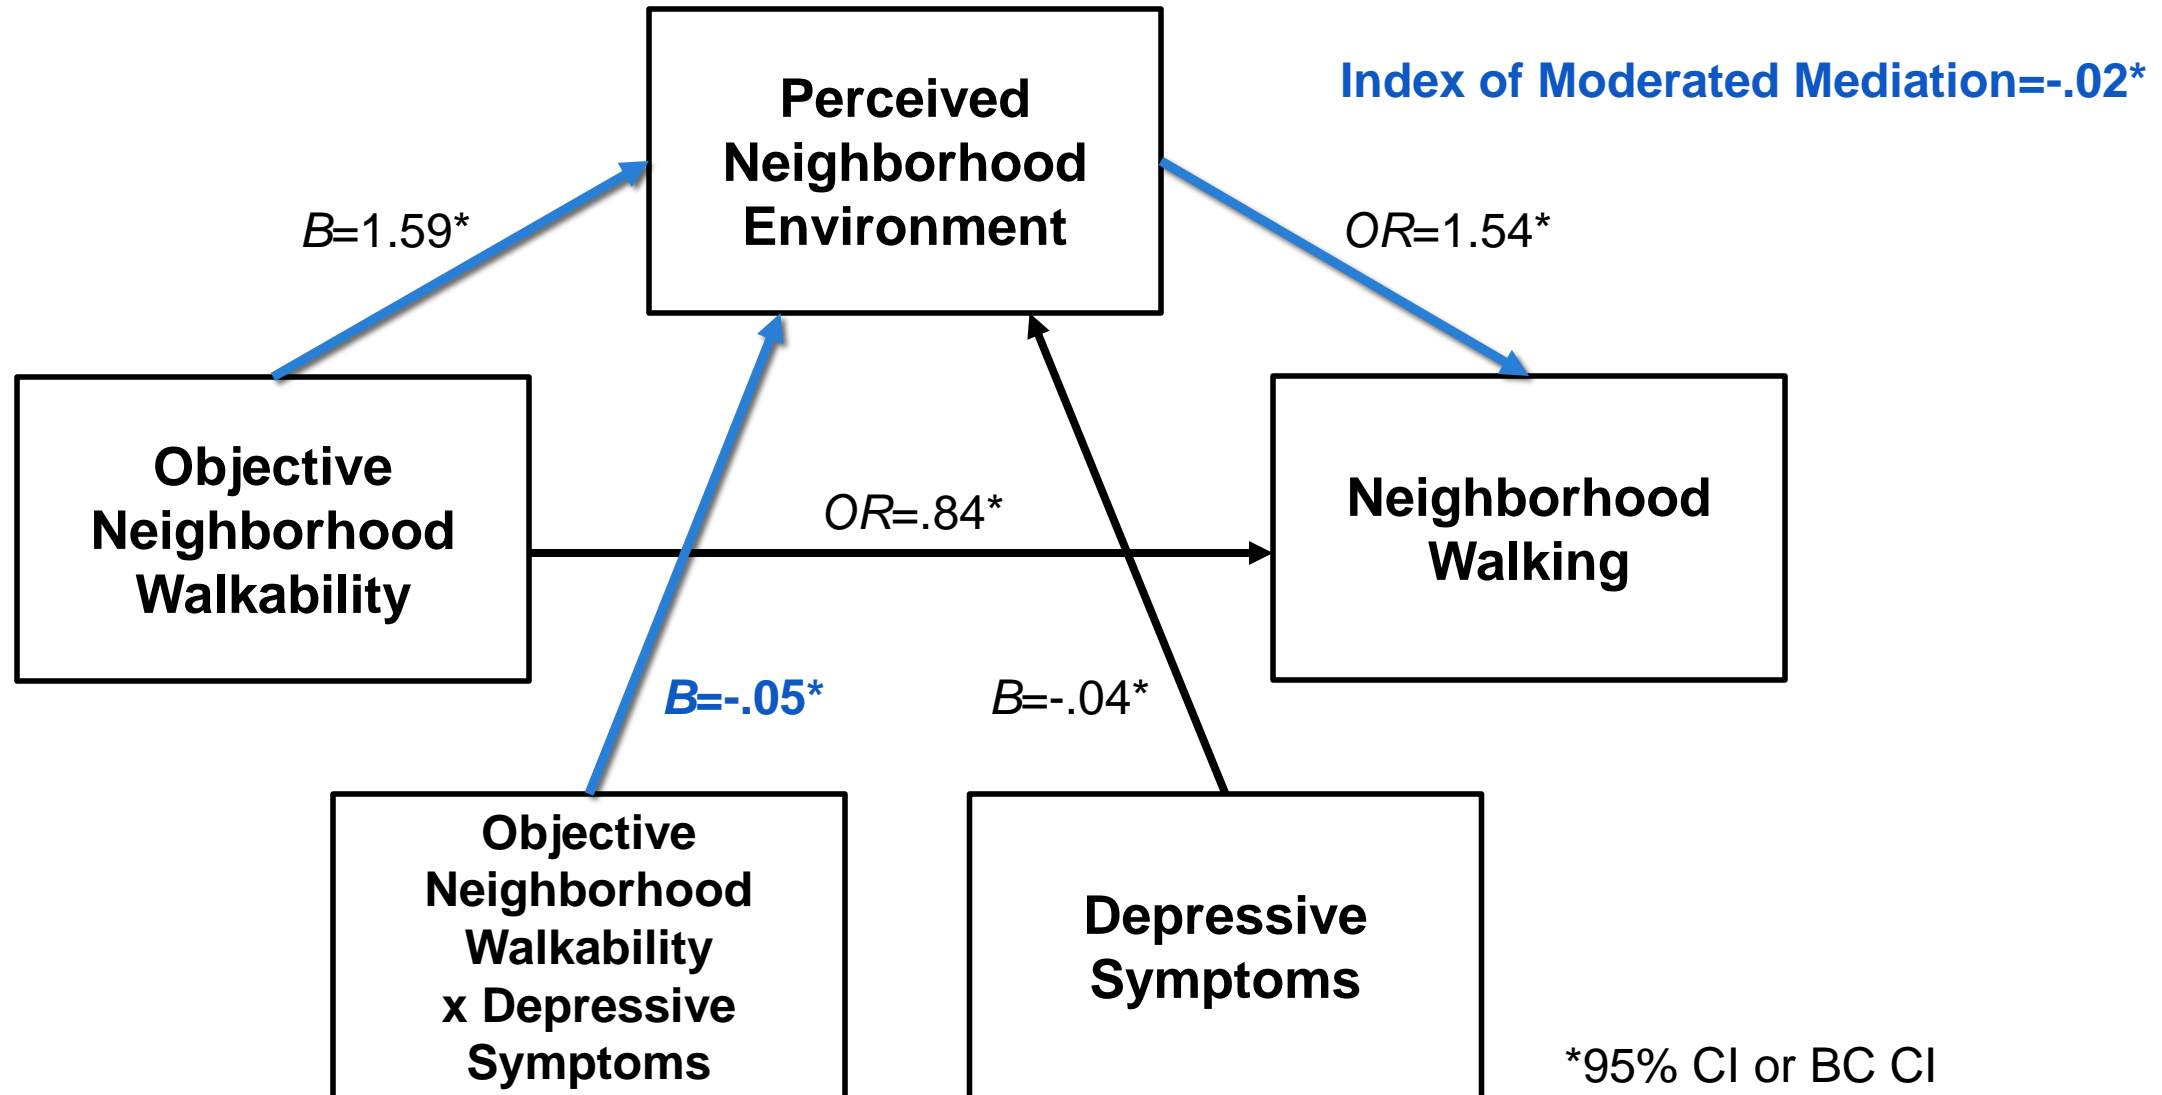 Perceived
Neighborhood
Environment
Index of Moderated Mediation=-.02*
B=1.59*
OR=1.54*
Objective
Neighborhood
Walkability
OR=.84*
Neighborhood
Walking
B=-.05*
B=-.04*
Objective
Neighborhood
Walkability
x Depressive
Symptoms
Depressive
Symptoms
*95% CI or BC CI